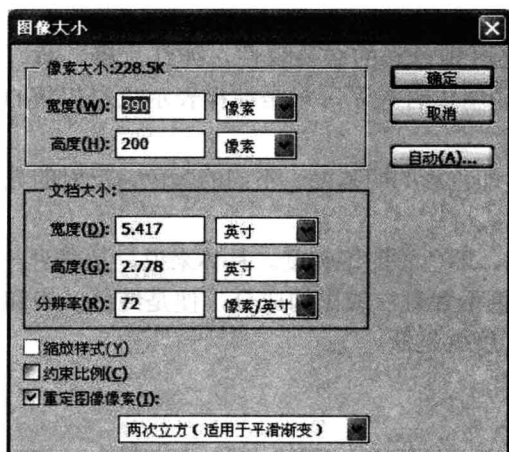 图像大小
像素大小:228.5K
宽度(W): 390 像素
高度(H): 200 像素
确定
取消
自动(A)...
文档大小:
宽度(D): 5.417 英寸
高度(G): 2.778 英寸
分辨率(R): 72 像素/英寸
缩放样式(Y)
约束比例(C)
重定图像像素(I):
两次立方(适用于平滑渐变)